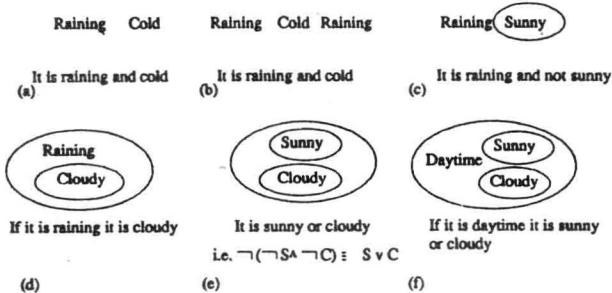 Raining Cold
It is raining and cold
(a)
Raining Cold Raining
It is raining and cold
(b)
Raining Sunny
It is raining and not sunny
(c)
Raining
Cloudy
If it is raining it is cloudy
(d)
Sunny
Cloudy
It is sunny or cloudy
i.e. ¬(¬S∧ ¬C) ≡ S ∨ C
(e)
Sunny
Daytime
Cloudy
If it is daytime it is sunny
or cloudy
(f)